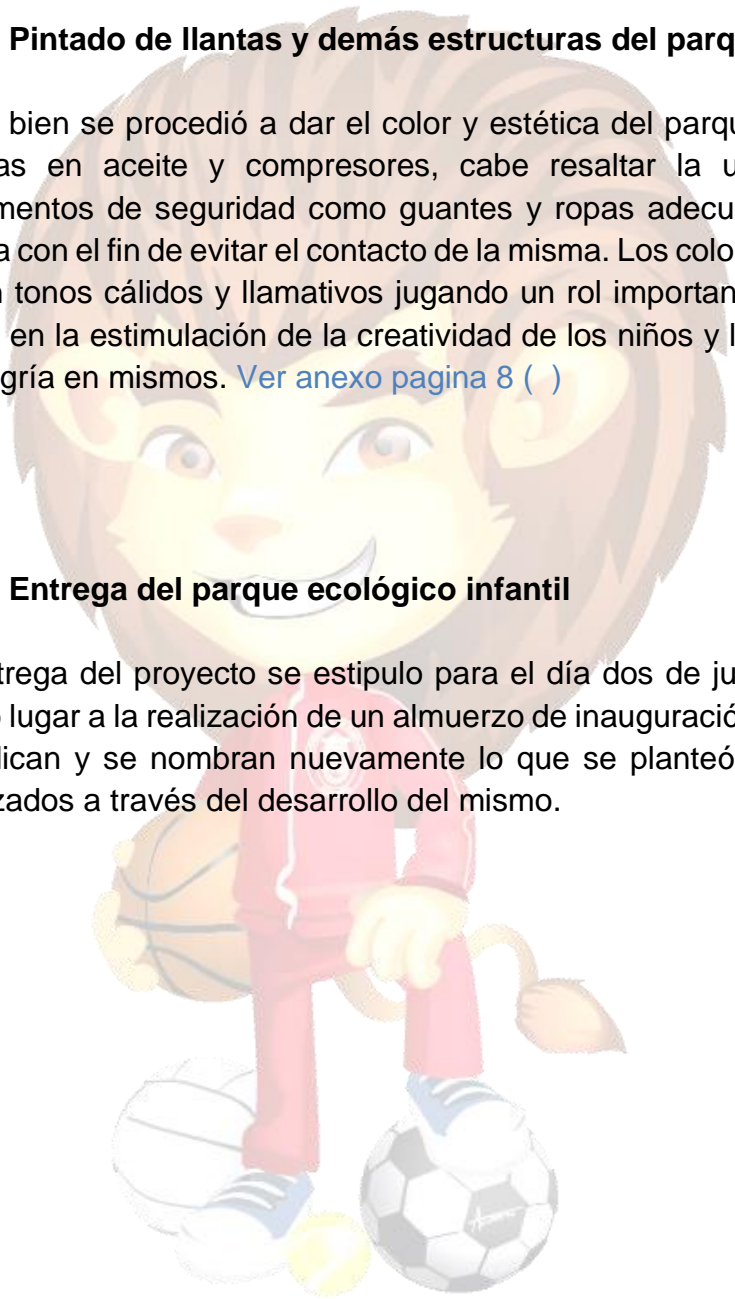 Pintado de llantas y demás estructuras del parq
bien se procedió a dar el color y estética del parqu
as en aceite y compresores, cabe resaltar la u
mentos de seguridad como guantes y ropas adecu
a con el fin de evitar el contacto de la misma. Los colo
n tonos cálidos y llamativos jugando un rol importan
en la estimulación de la creatividad de los niños y l
gría en mismos. Ver anexo pagina 8 ( )
Entrega del parque ecológico infantil
trega del proyecto se estipulo para el día dos de ju
o lugar a la realización de un almuerzo de inauguració
lican y se nombran nuevamente lo que se planteó
zados a través del desarrollo del mismo.